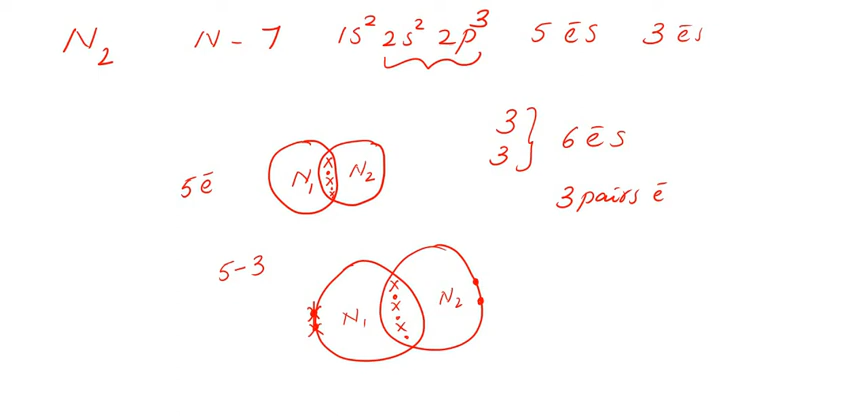 N₂ N - 7 1s² 2s² 2p³ 5 ēs 3 ēs
3
3 } 6 ēs
5ē N₁ N₂
3 pairs ē
5-3
N₁ N₂